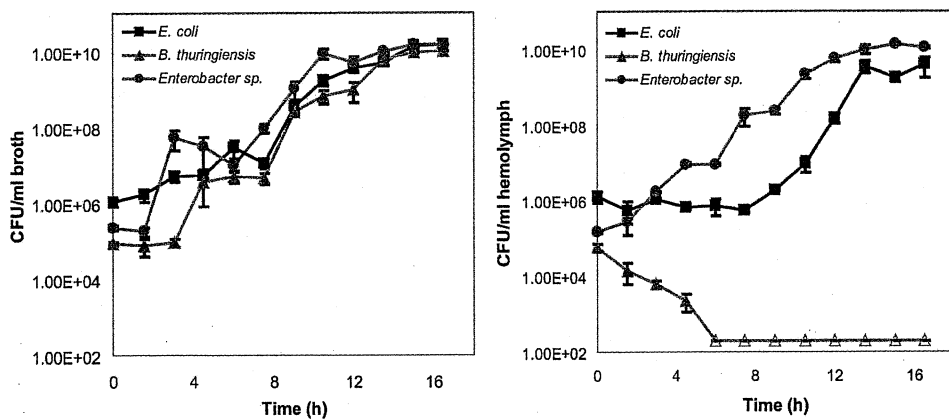 E. coli
B. thuringiensis
Enterobacter sp.
1.00E+10
1.00E+08
1.00E+06
1.00E+04
1.00E+02
CFU/ml broth
0 4 8 12 16
Time (h)
E. coli
B. thuringiensis
Enterobacter sp.
1.00E+10
1.00E+08
1.00E+06
1.00E+04
1.00E+02
CFU/ml hemolymph
0 4 8 12 16
Time (h)